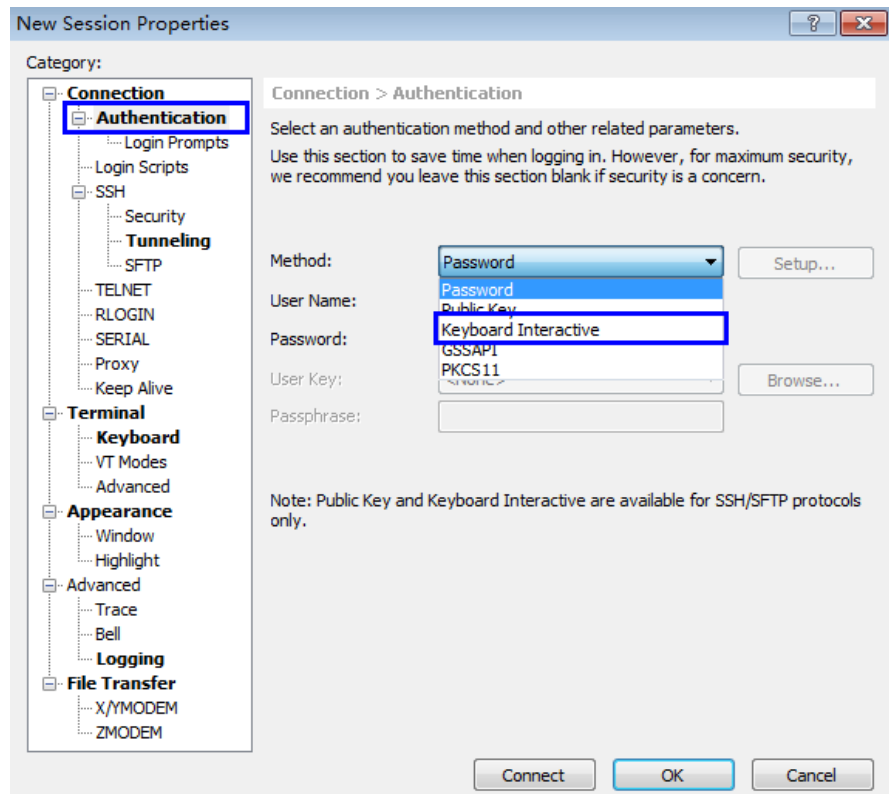 New Session Properties
Category:
Connection
Authentication
Login Prompts
Login Scripts
SSH
Security
Tunneling
SFTP
TELNET
RLOGIN
SERIAL
Proxy
Keep Alive
Terminal
Keyboard
VT Modes
Advanced
Appearance
Window
Highlight
Advanced
Trace
Bell
Logging
File Transfer
X/YMODEM
ZMODEM
Connection > Authentication
Select an authentication method and other related parameters.
Use this section to save time when logging in. However, for maximum security,
we recommend you leave this section blank if security is a concern.
Method:
Password
Setup...
Password
Public Key
Keyboard Interactive
GSSAPI
PKCS11
User Name:
Password:
User Key:
<None>
Browse...
Passphrase:
Note: Public Key and Keyboard Interactive are available for SSH/SFTP protocols
only.
Connect
OK
Cancel